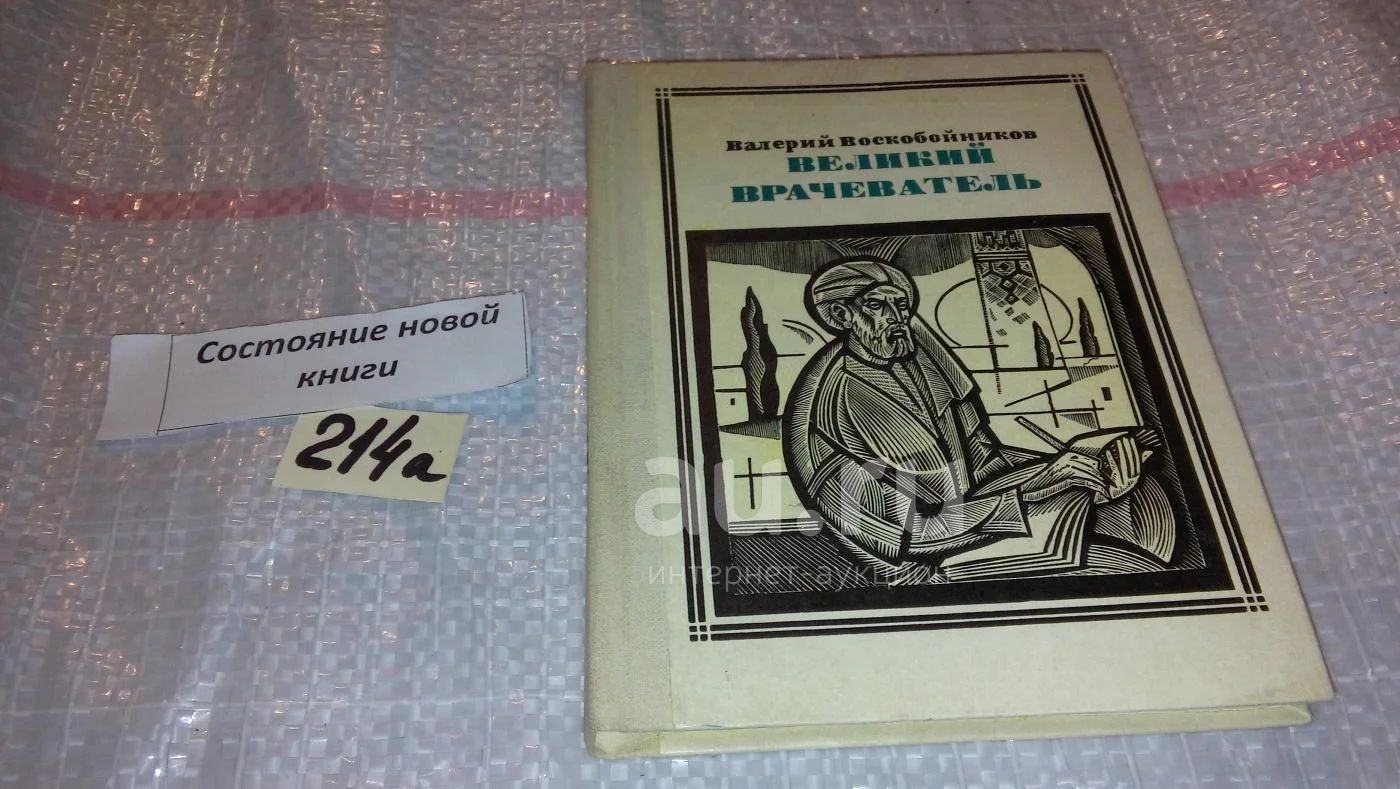 Валерий Воскобойников
ВЕЛИКИЙ
ВРАЧЕВАТЕЛЬ
Состояние новой
книги
214а
au.ru
интернет-аукцион